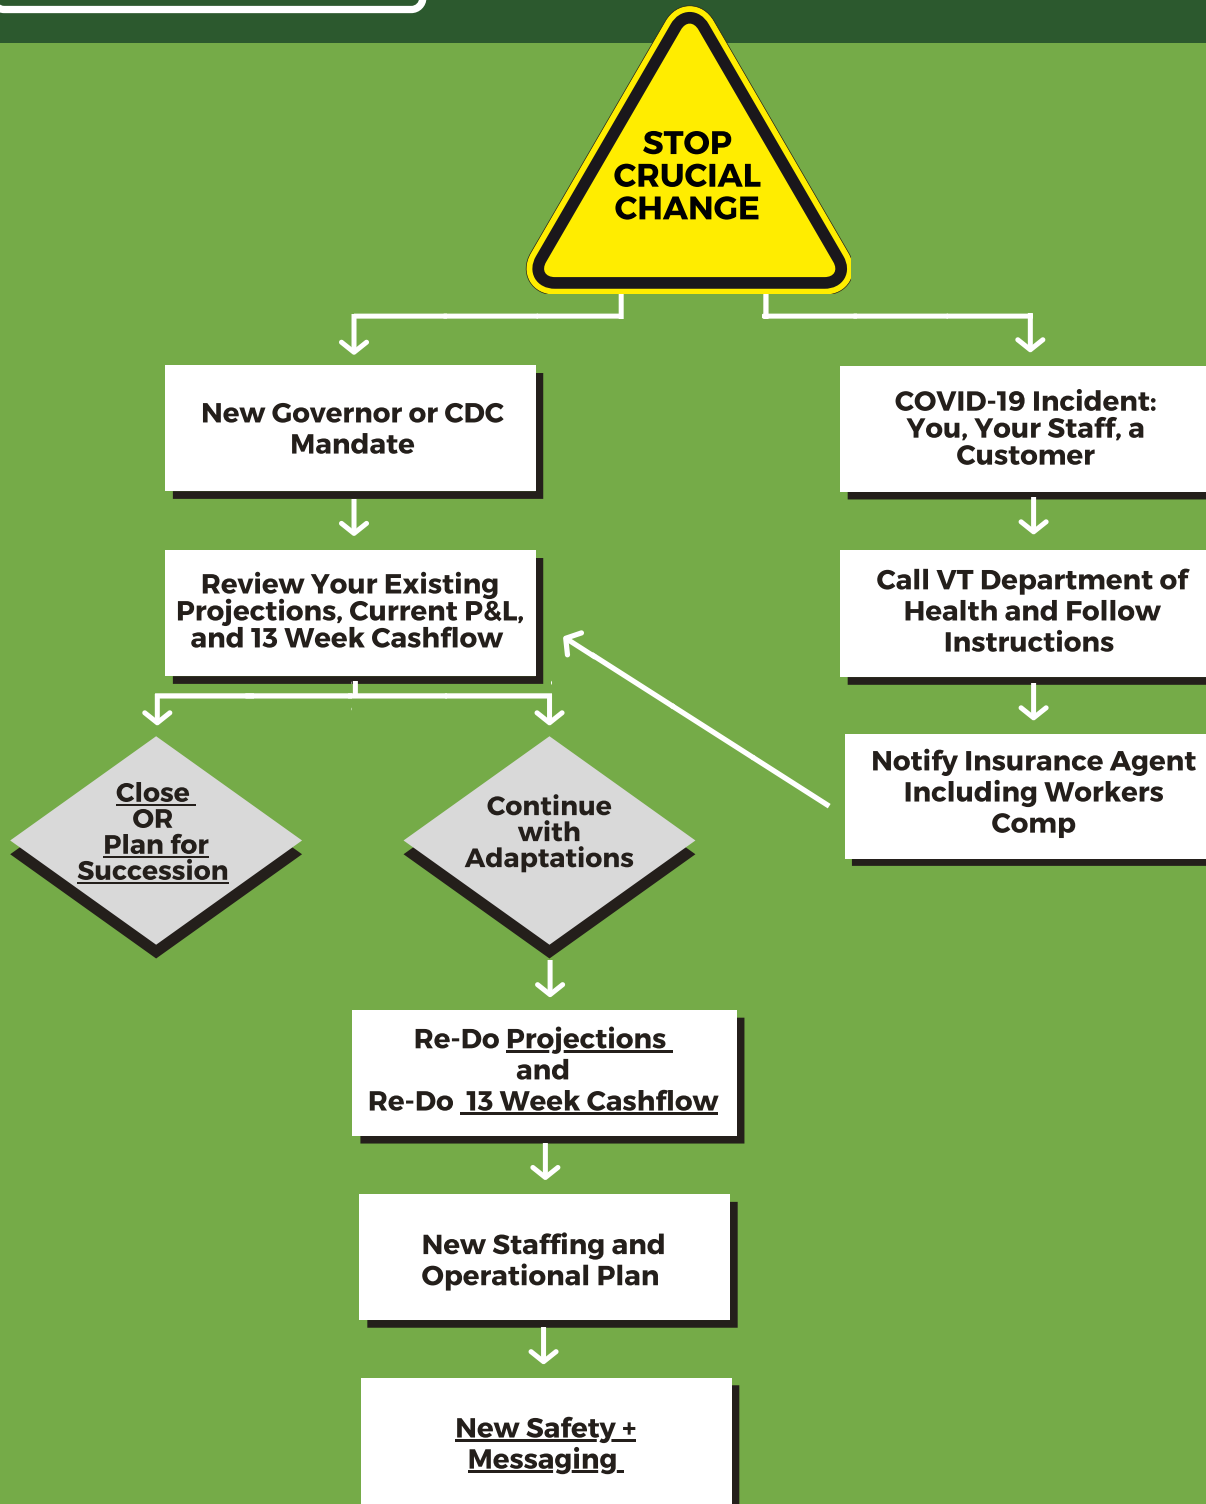 STOP
CRUCIAL
CHANGE
New Governor or CDC
Mandate
COVID-19 Incident:
You, Your Staff, a
Customer
Review Your Existing
Projections, Current P&L,
and 13 Week Cashflow
Call VT Department of
Health and Follow
Instructions
Notify Insurance Agent
Including Workers
Comp
Close
OR
Plan for
Succession
Continue
with
Adaptations
Re-Do Projections
and
Re-Do 13 Week Cashflow
New Staffing and
Operational Plan
New Safety +
Messaging